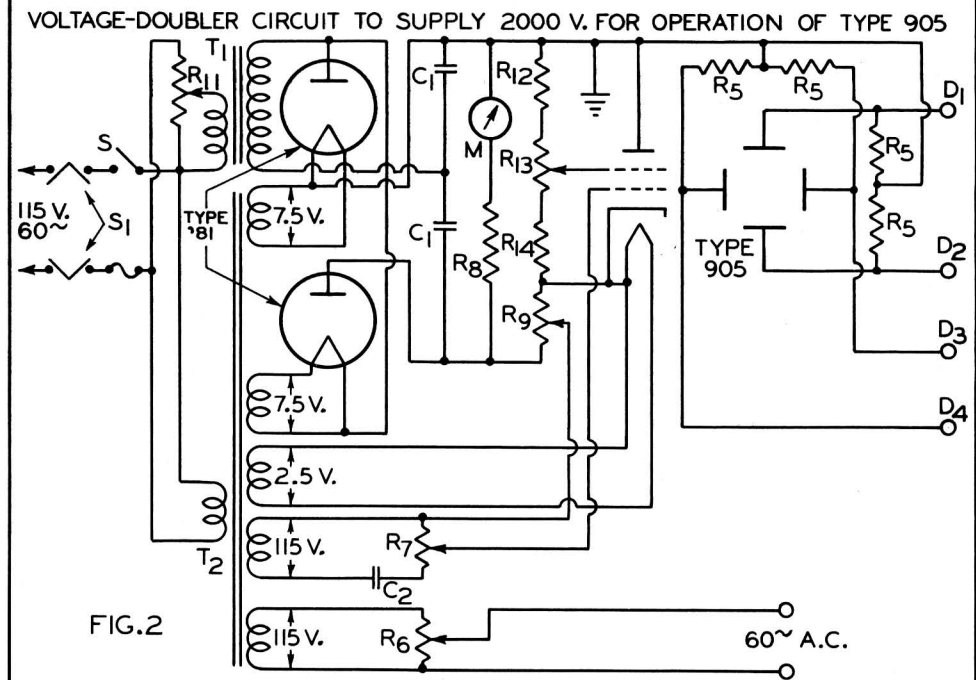 VOLTAGE-DOUBLER CIRCUIT TO SUPPLY 2000 V. FOR OPERATION OF TYPE 905
T1
R11
C1
R12
R5
R5
D1
S
M
R13
R5
115 V.
60~
S1
TYPE
'81
7.5 V.
C1
R8
R14
TYPE
905
R5
D2
R9
D3
7.5 V.
D4
2.5 V.
T2
115 V.
R7
C2
FIG.2
115 V.
R6
60~ A.C.